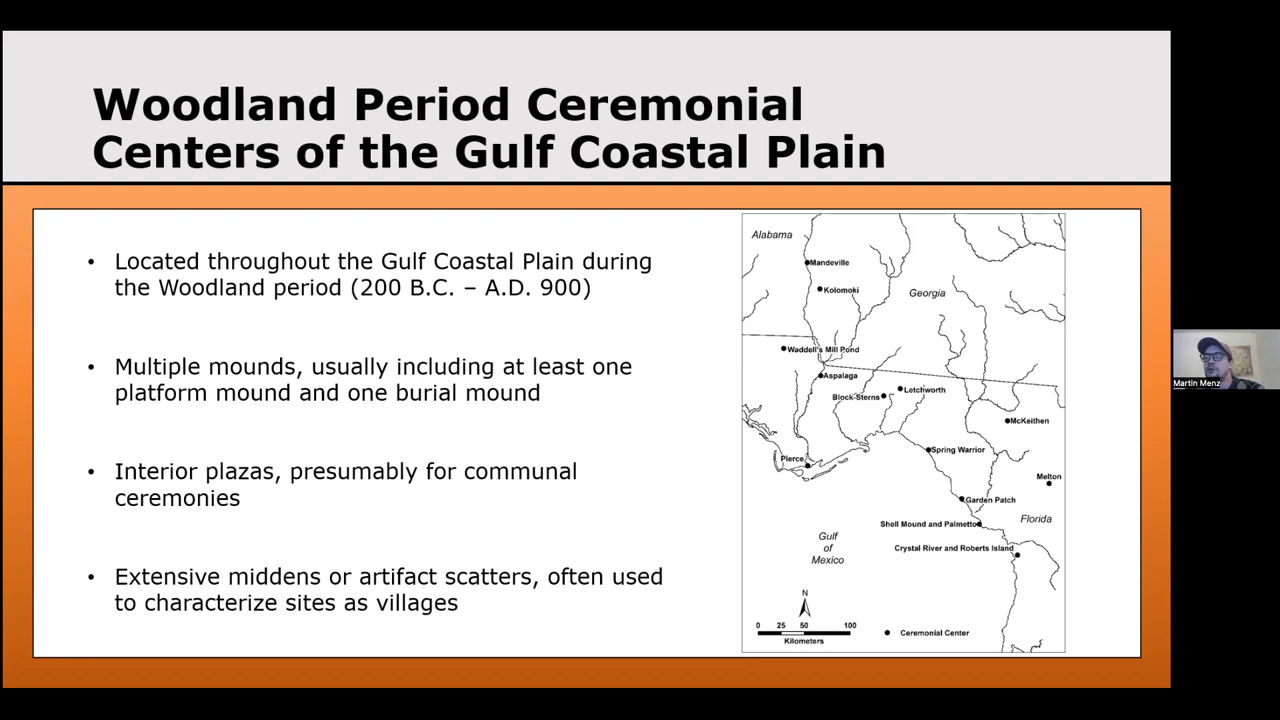 Woodland Period Ceremonial
Centers of the Gulf Coastal Plain
• Located throughout the Gulf Coastal Plain during
the Woodland period (200 B.C. – A.D. 900)
• Multiple mounds, usually including at least one
platform mound and one burial mound
• Interior plazas, presumably for communal
ceremonies
• Extensive middens or artifact scatters, often used
to characterize sites as villages
Alabama
Mandeville
Kolomoki
Georgia
Waddell's Mill Pond
Aspalaga
Letchworth
Block-Sterns
McKeithen
Spring Warrior
Pierce
Melton
Garden Patch
Florida
Shell Mound and Palmetto
Gulf
of
Mexico
Crystal River and Roberts Island
N
0 25 50 100
Kilometers
Ceremonial Center
Martin Menz